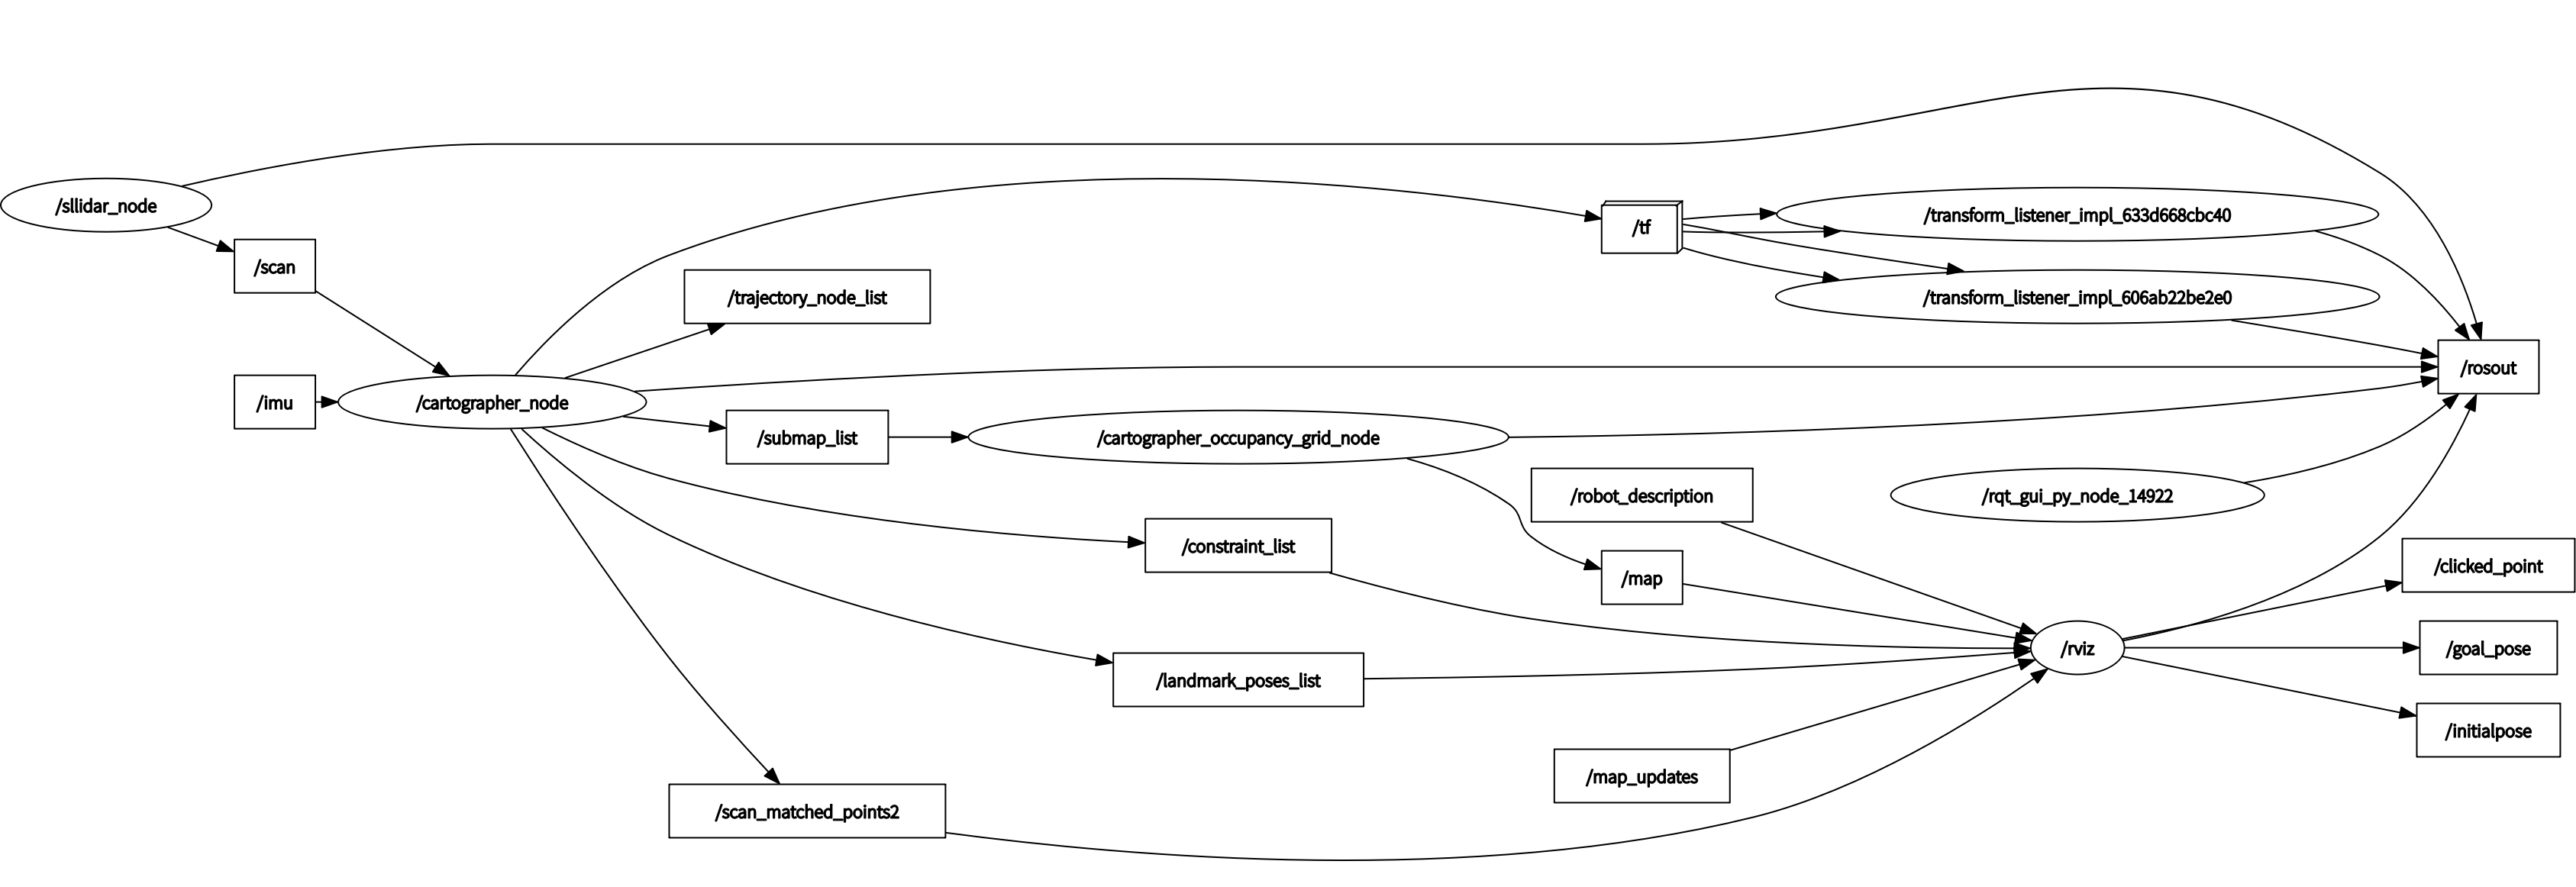 /sllidar_node
/scan
/imu
/cartographer_node
/trajectory_node_list
/submap_list
/cartographer_occupancy_grid_node
/constraint_list
/landmark_poses_list
/scan_matched_points2
/tf
/transform_listener_impl_633d668cbc40
/transform_listener_impl_606ab22be2e0
/rosout
/rqt_gui_py_node_14922
/robot_description
/map
/map_updates
/rviz
/clicked_point
/goal_pose
/initialpose